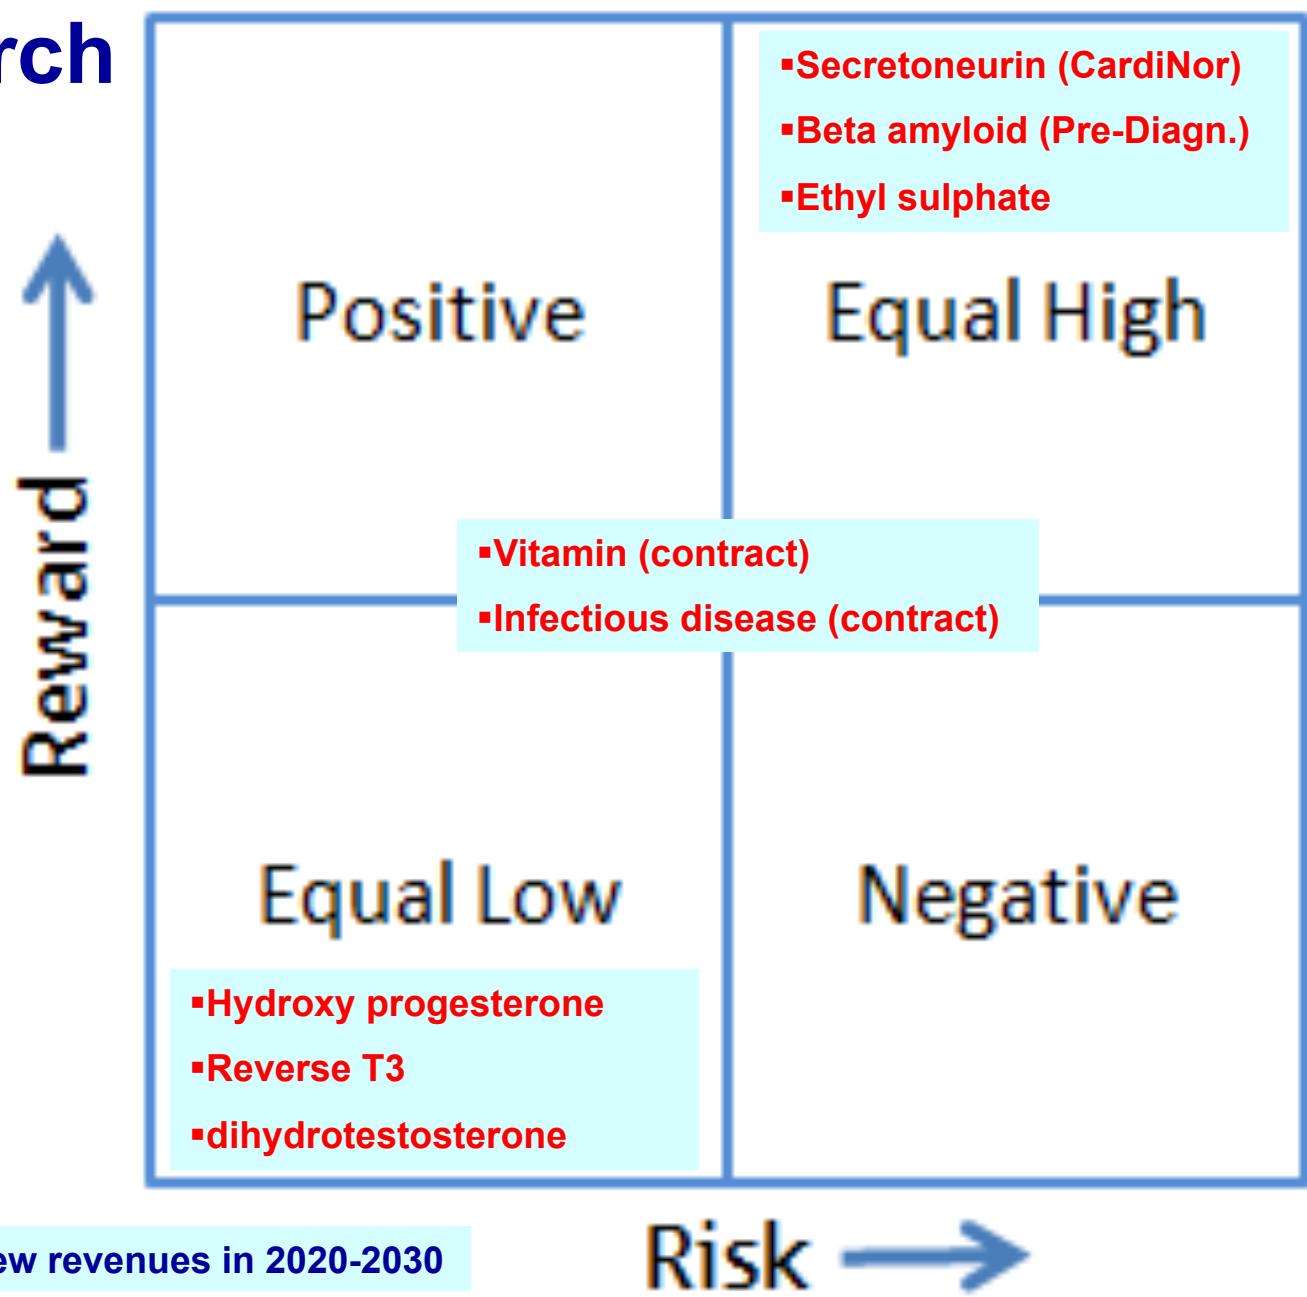 rch
▪Secretoneurin (CardiNor)
▪Beta amyloid (Pre-Diagn.)
▪Ethyl sulphate
Positive
Equal High
Reward
▪Vitamin (contract)
▪Infectious disease (contract)
Equal Low
Negative
▪Hydroxy progesterone
▪Reverse T3
▪dihydrotestosterone
ew revenues in 2020-2030
Risk